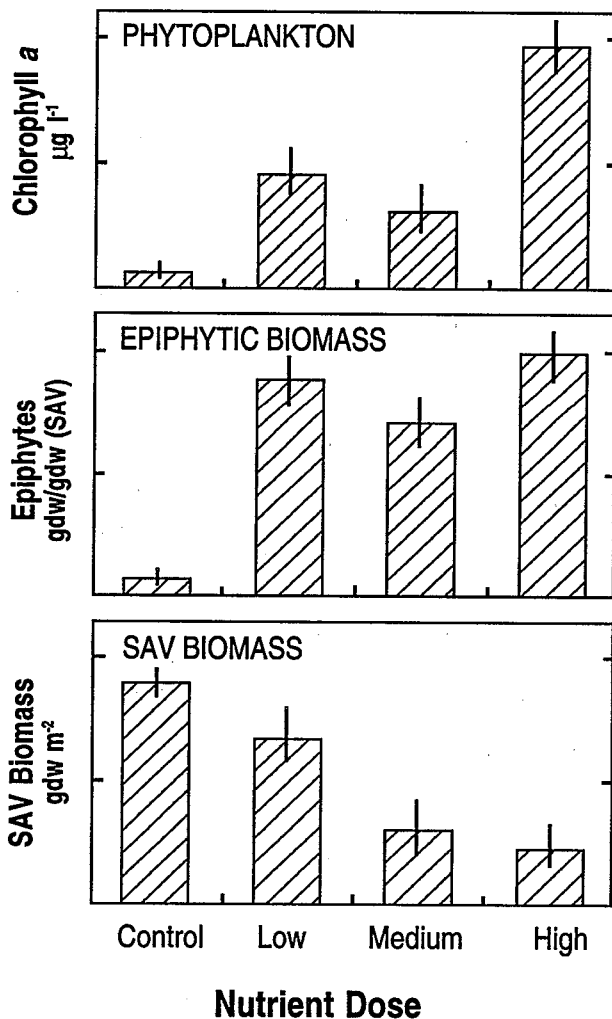 PHYTOPLANKTON
Chlorophyll a
µg l⁻¹
EPIPHYTIC BIOMASS
Epiphytes
gdw/gdw (SAV)
SAV BIOMASS
SAV Biomass
gdw m⁻²
Control Low Medium High
Nutrient Dose